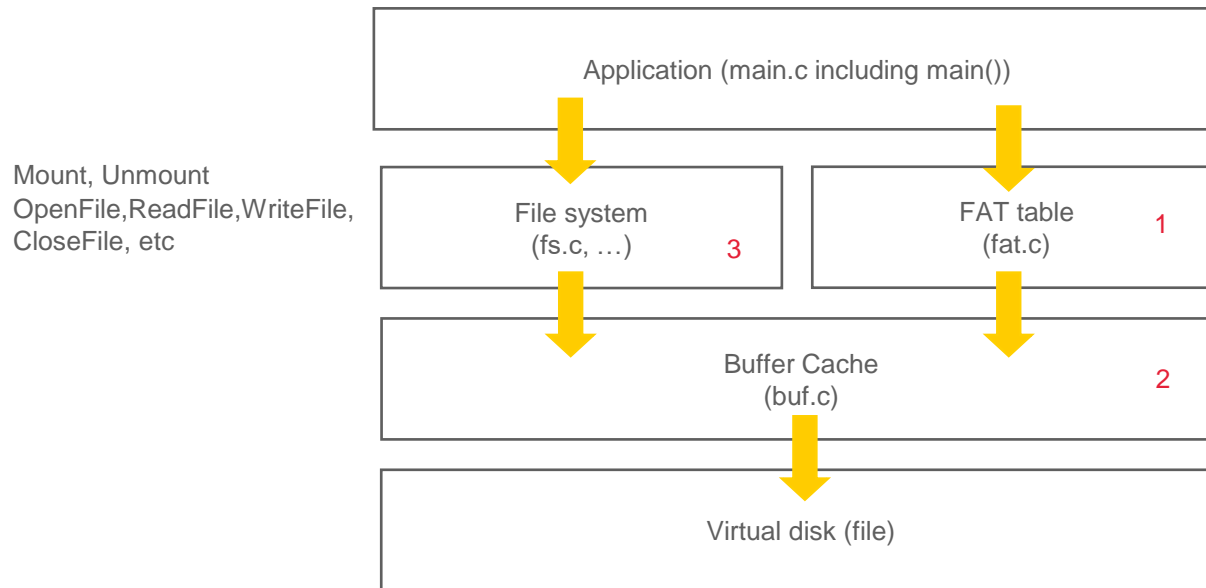 Application (main.c including main())
Mount, Unmount
OpenFile,ReadFile,WriteFile,
CloseFile, etc
File system
(fs.c, …)
3
FAT table
(fat.c)
1
Buffer Cache
(buf.c)
2
Virtual disk (file)